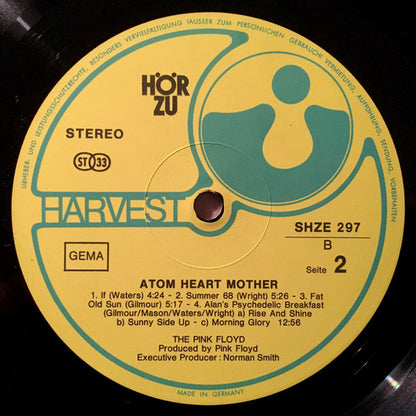 URHEBER- UND LEISTUNGSSCHUTZRECHTE, BESONDERS VERVIELFÄLTIGUNG (AUSSER ZUM PERSÖNLICHEN GEBRAUCH) VERMIETUNG, AUFFÜHRUNG, SENDUNG, VORBEHALTEN
HÖR
ZU
STEREO
ST 33
HARVEST
SHZE 297
B
Seite 2
GEMA
ATOM HEART MOTHER
1. If (Waters) 4:24 - 2. Summer 68 (Wright) 5:26 - 3. Fat
Old Sun (Gilmour) 5:17 - 4. Alan's Psychedelic Breakfast
(Gilmour/Mason/Waters/Wright) a) Rise And Shine
b) Sunny Side Up - c) Morning Glory 12:56
THE PINK FLOYD
Produced by Pink Floyd
Executive Producer: Norman Smith
MADE IN GERMANY